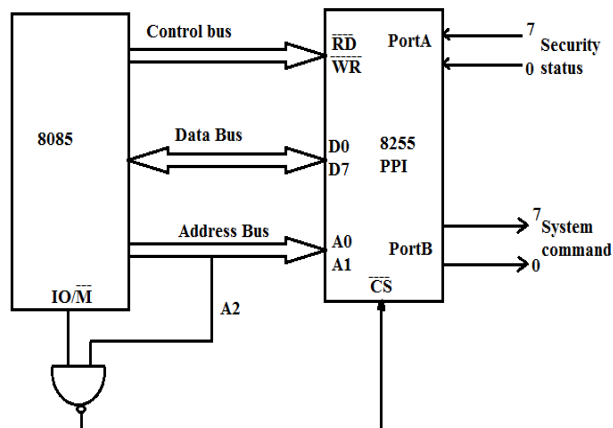 Control bus
RD
WR
PortA
7
Security
0
status
8085
Data Bus
D0
D7
8255
PPI
Address Bus
A0
A1
PortB
7
System
command
0
CS
IO/M
A2